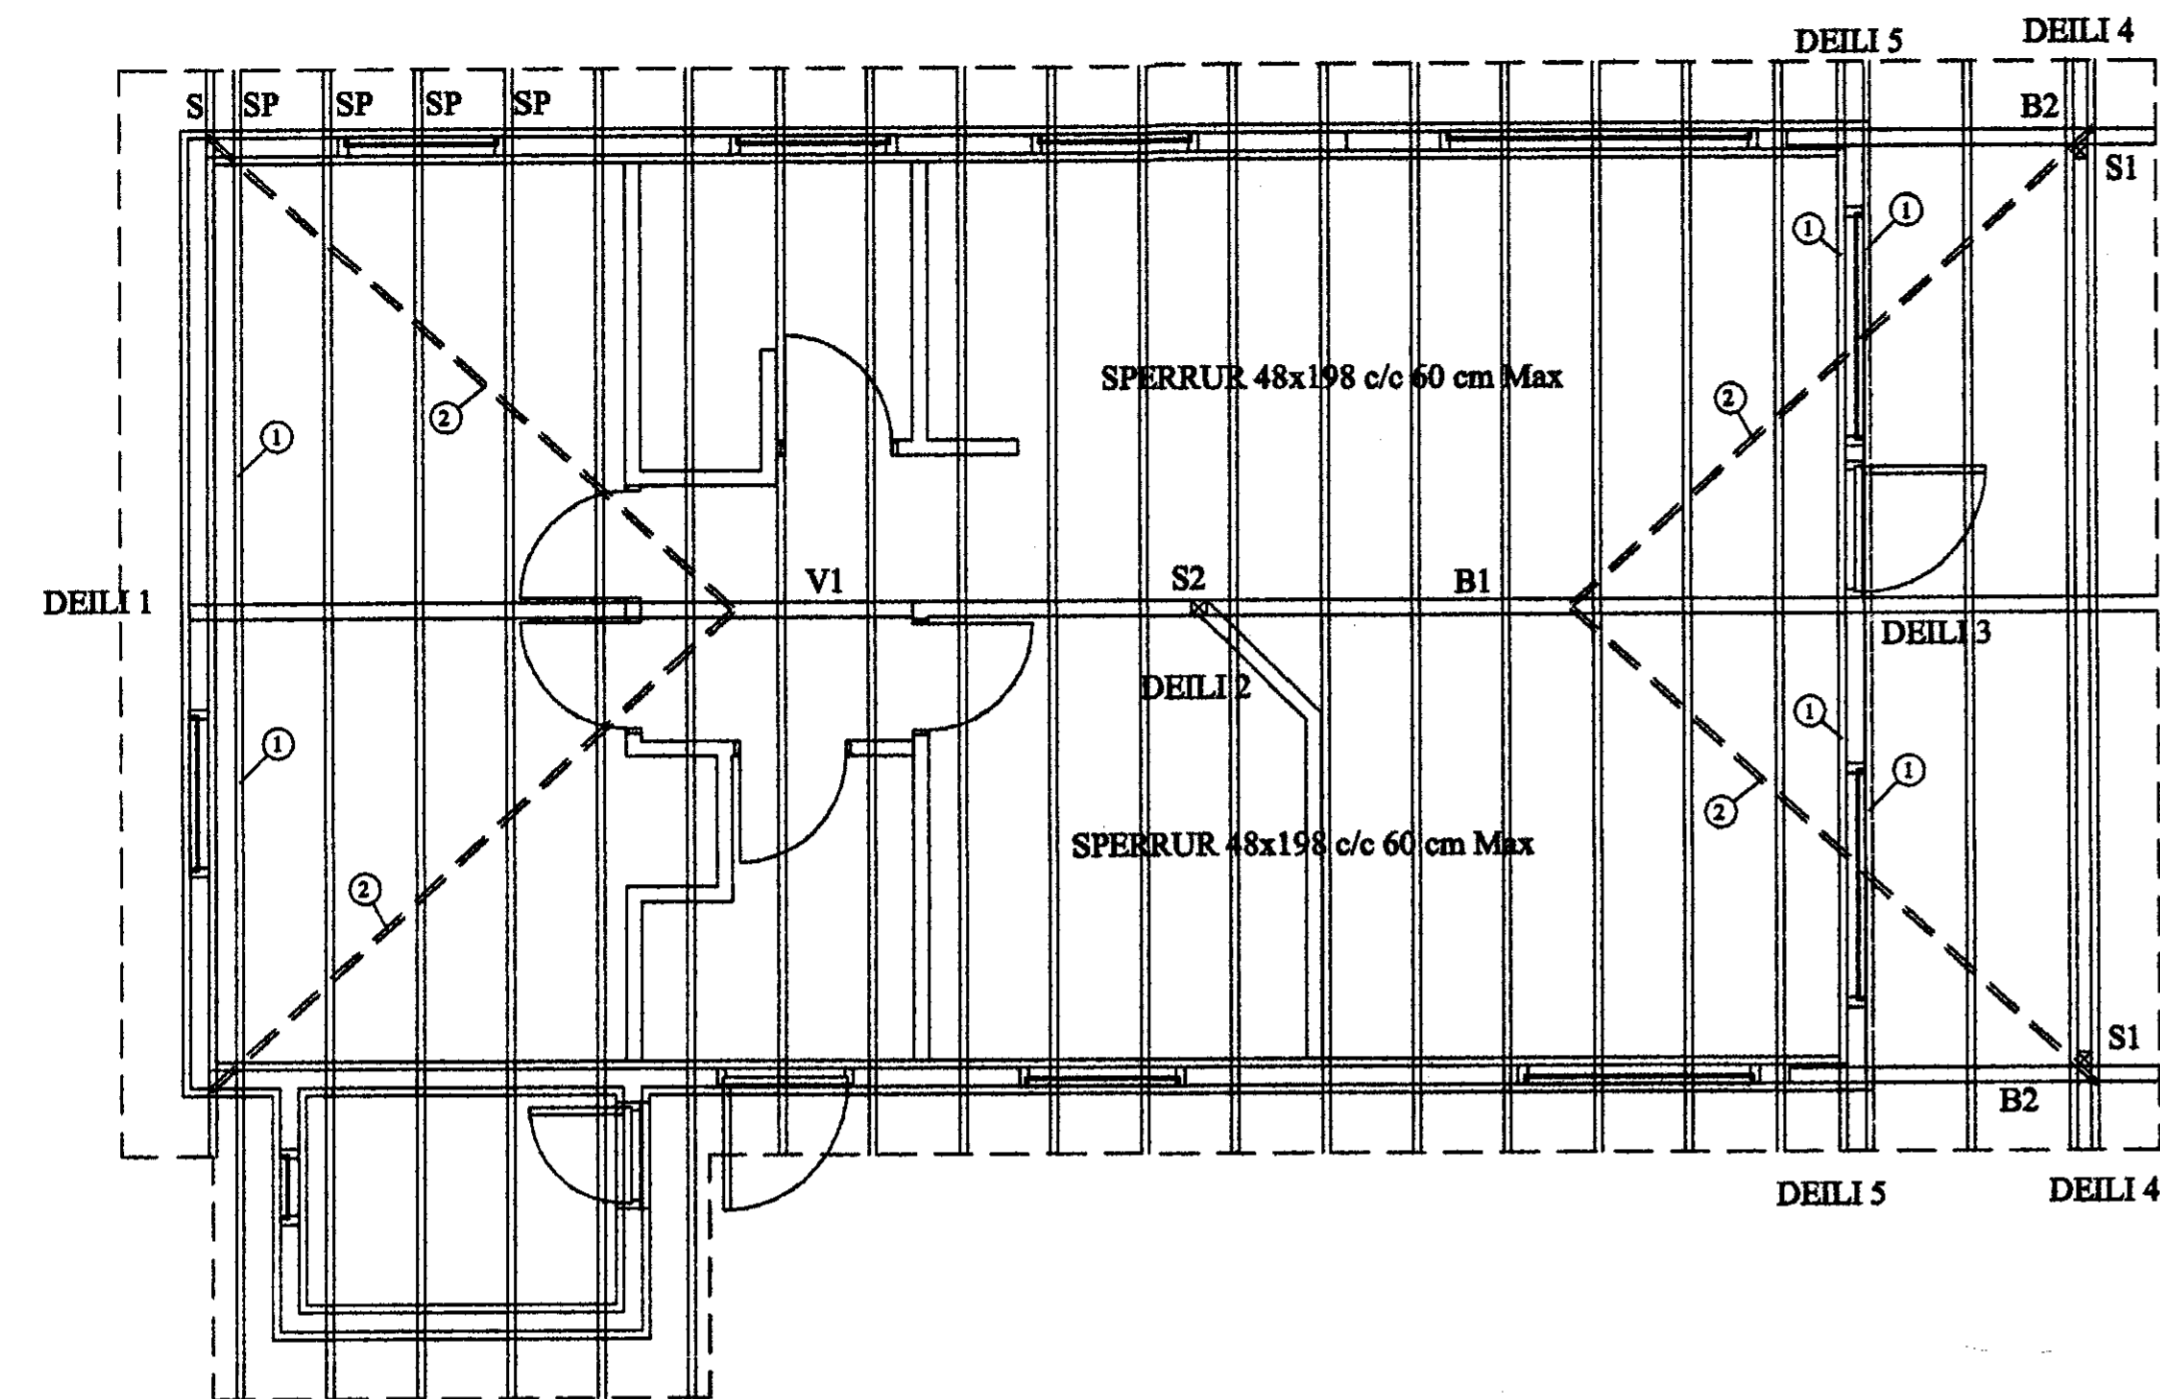 DEILI 5
DEILI 4
S SP SP SP SP
B2
S1
1
1
SPERRUR 48x198 c/c 60 cm Max
2
2
1
DEILI 1
V1
S2
B1
DEILI 3
DEILI 2
1
1
1
2
SPERRUR 48x198 c/c 60 cm Max
2
S1
B2
DEILI 5
DEILI 4